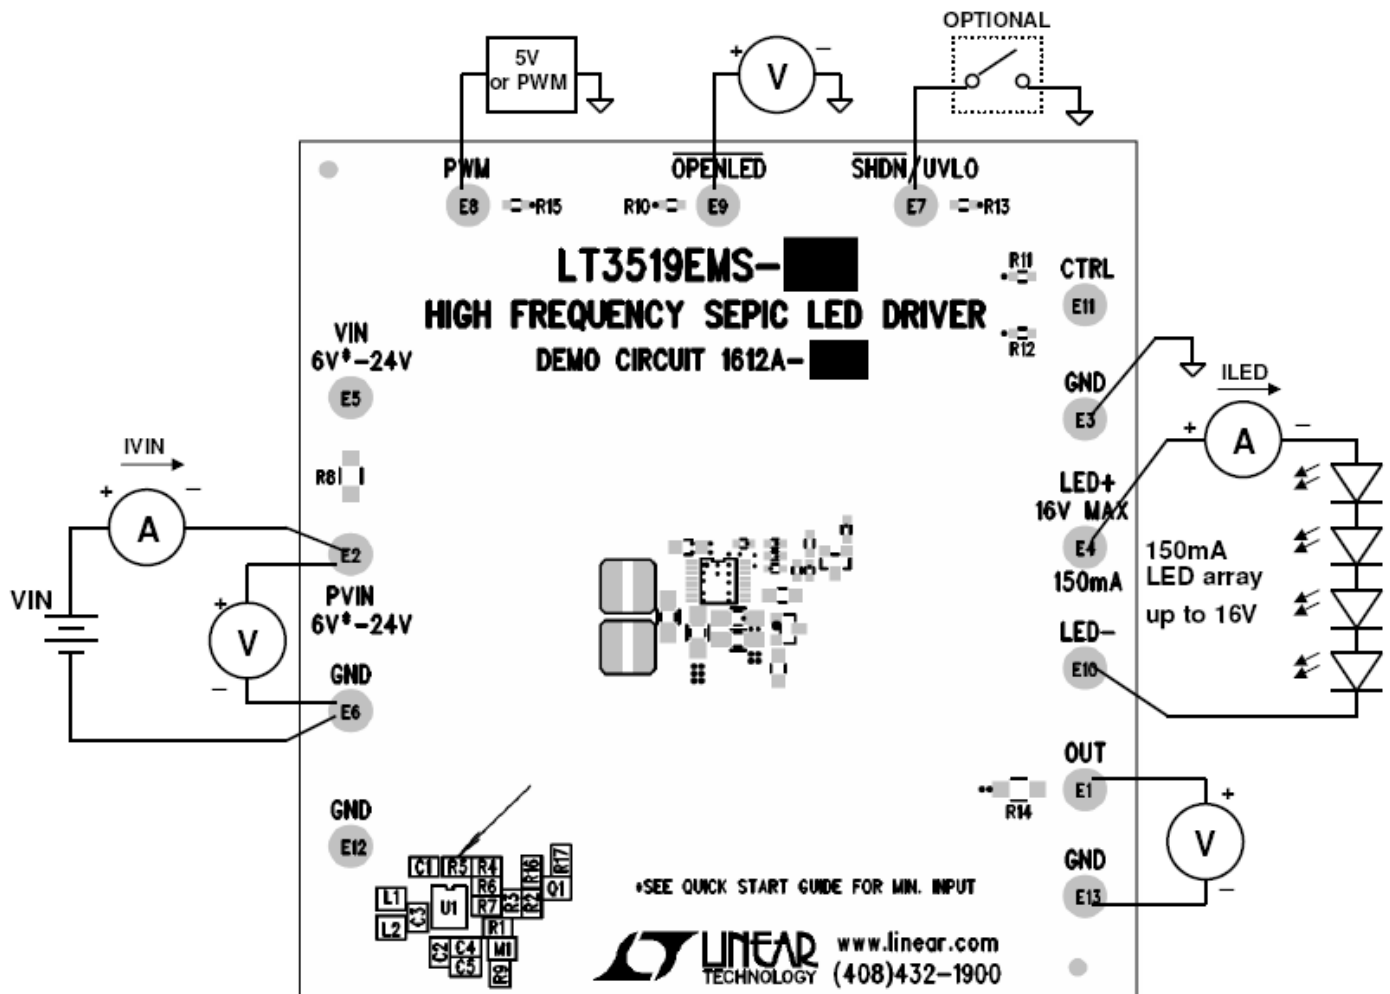 OPTIONAL
5V
or PWM
+ V −
PWM
OPENLED
SHDN/UVLO
E8
R15
R10
E9
E7
R13
LT3519EMS-
HIGH FREQUENCY SEPIC LED DRIVER
DEMO CIRCUIT 1612A-
R11
CTRL
E11
R12
VIN
6V*-24V
E5
GND
E3
ILED
+ A −
IVIN
+ A −
R8
E2
PVIN
6V*-24V
VIN
+
V
−
GND
E6
LED+
16V MAX
E4
150mA
150mA
LED array
up to 16V
LED-
E10
OUT
E1
R14
+
V
−
GND
E13
GND
E12
C1 R5 R4 R16 R17
R6 Q1
L1 C3 U1 R7 R3 R2
L2 R1
C2 C4 M1
C5 R9
*SEE QUICK START GUIDE FOR MIN. INPUT
LINEAR
TECHNOLOGY
www.linear.com
(408)432-1900